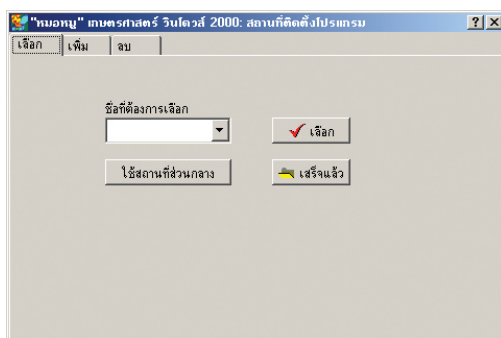 "หมอหมู" เกษตรศาสตร์ วินโดวส์ 2000: สถานที่ติดตั้งโปรแกรม
เลือก เพิ่ม ลบ
ชื่อที่ต้องการเลือก
เลือก
ใช้สถานที่ส่วนกลาง เสร็จแล้ว